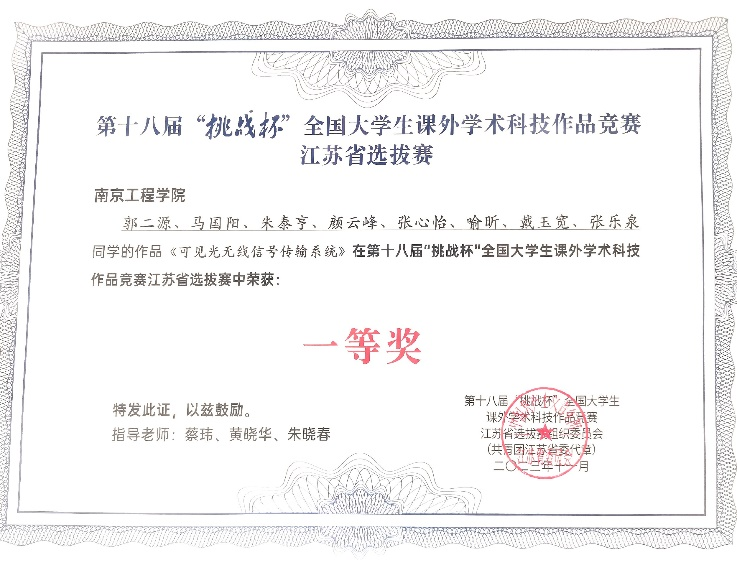 第十八届“挑战杯”全国大学生课外学术科技作品竞赛
江苏省选拔赛
南京工程学院
郭二源、马国阳、朱泰亨、颜云峰、张心怡、喻昕、戴玉宽、张乐泉
同学的作品《可见光无线信号传输系统》在第十八届“挑战杯”全国大学生课外学术科技
作品竞赛江苏省选拔赛中荣获：
一等奖
特发此证，以兹鼓励。
指导老师：蔡玮、黄晓华、朱晓春
第十八届“挑战杯”全国大学生
课外学术科技作品竞赛
江苏省选拔赛组织委员会
（共青团江苏省委代章）
二〇二三年十一月